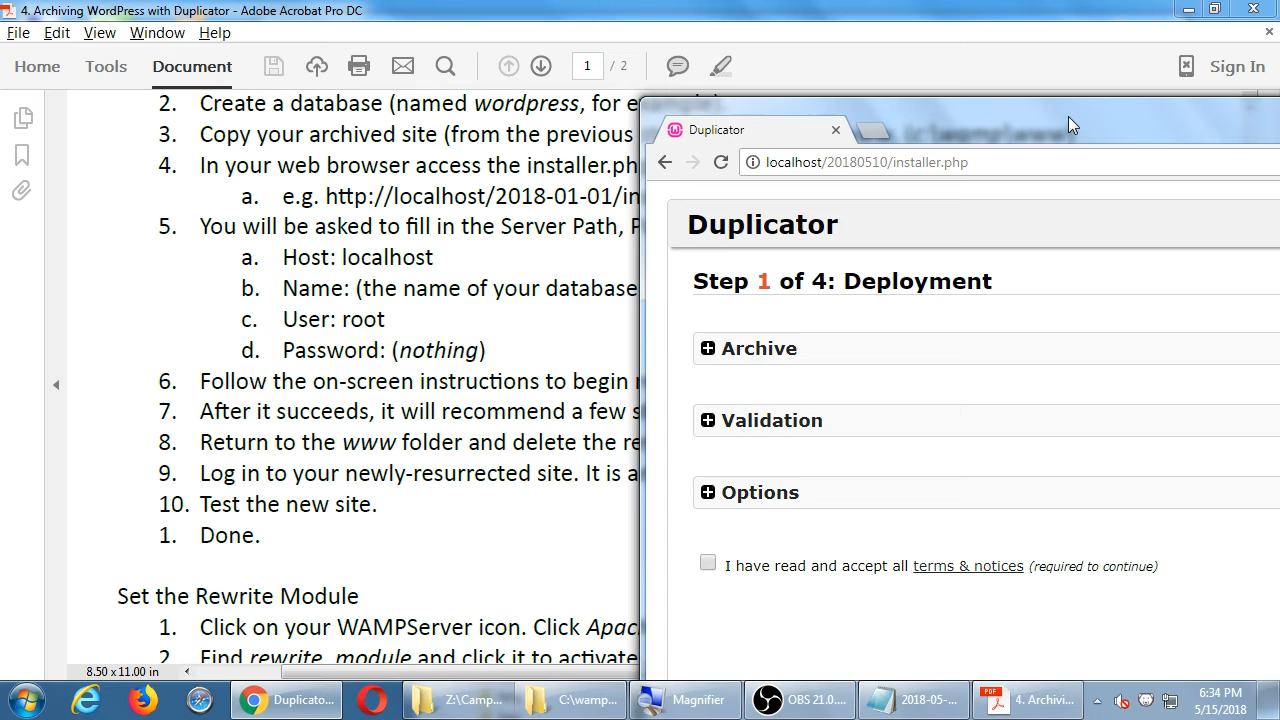 4. Archiving WordPress with Duplicator - Adobe Acrobat Pro DC
File Edit View Window Help
Home Tools Document 1 / 2 Sign In
2. Create a database (named wordpress, for example).
3. Copy your archived site (from the previous
(c:\wamp\www)
4. In your web browser access the installer.ph
a. e.g. http://localhost/2018-01-01/in
5. You will be asked to fill in the Server Path, P
a. Host: localhost
b. Name: (the name of your database
c. User: root
d. Password: (nothing)
6. Follow the on-screen instructions to begin
7. After it succeeds, it will recommend a few s
8. Return to the www folder and delete the re
9. Log in to your newly-resurrected site. It is a
10. Test the new site.
1. Done.
Set the Rewrite Module
1. Click on your WAMPServer icon. Click Apac
2. Find rewrite_module and click it to activate
8.50 x 11.00 in
Duplicator
localhost/20180510/installer.php
Duplicator
Step 1 of 4: Deployment
Archive
Validation
Options
I have read and accept all terms & notices (required to continue)
Duplicato... Z:\Camp... C:\wamp... Magnifier OBS 21.0.... 2018-05-... 4. Archivi... 6:34 PM
5/15/2018